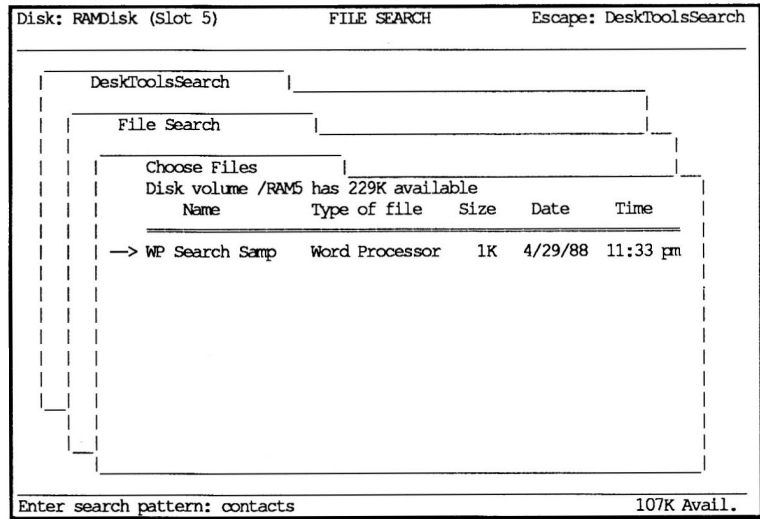 Disk: RAMDisk (Slot 5) FILE SEARCH Escape: DeskToolsSearch
DeskToolsSearch
File Search
Choose Files
Disk volume /RAM5 has 229K available
Name Type of file Size Date Time
—> WP Search Samp Word Processor 1K 4/29/88 11:33 pm
Enter search pattern: contacts 107K Avail.